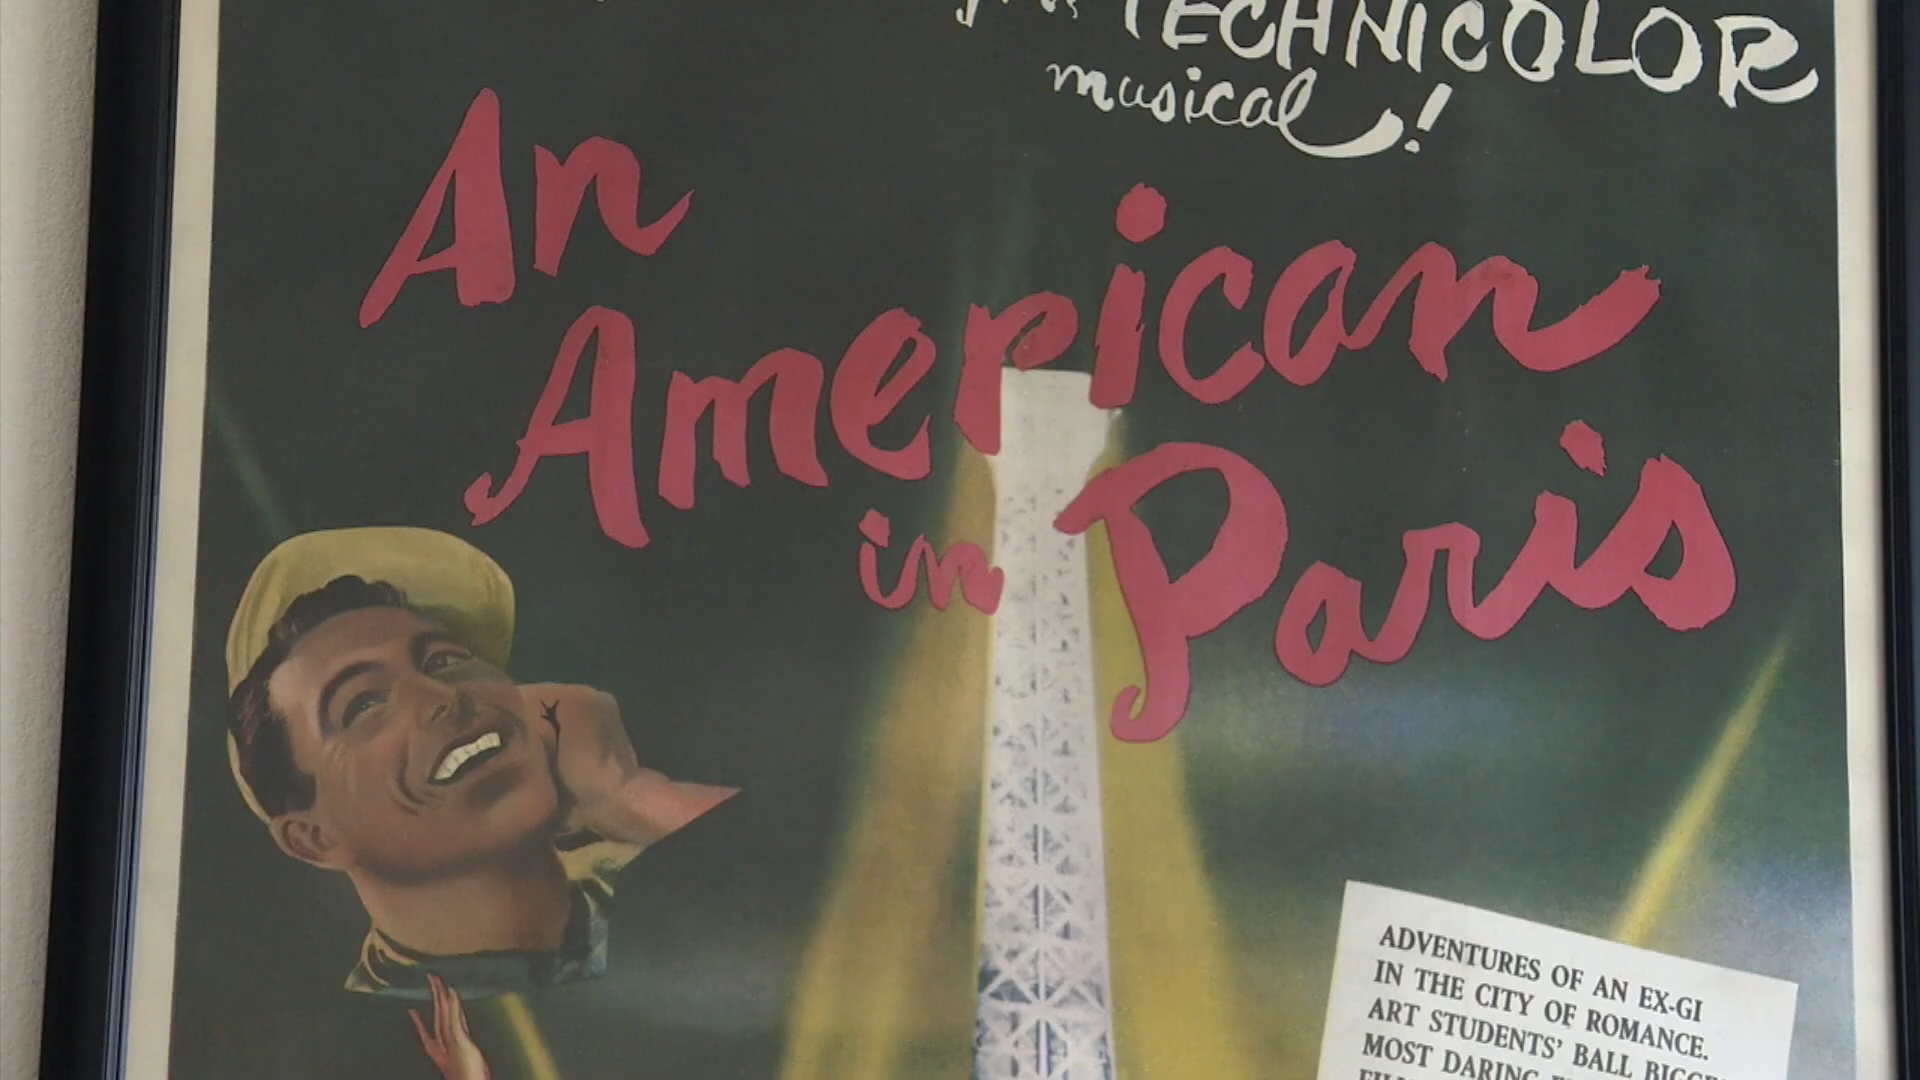 TECHNICOLOR
musical!
An
American
in Paris
ADVENTURES OF AN EX-GI
IN THE CITY OF ROMANCE.
ART STUDENTS' BALL
MOST DARING